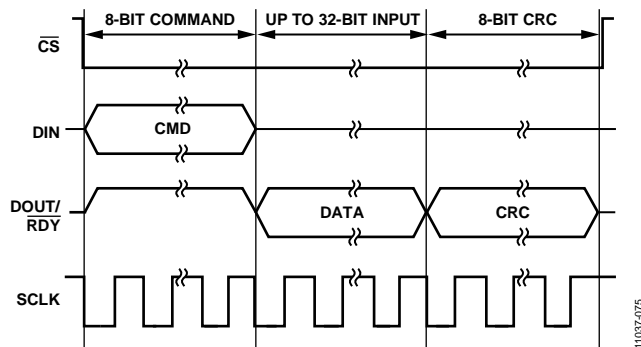 8-BIT COMMAND UP TO 32-BIT INPUT 8-BIT CRC
CS
DIN CMD
DOUT/
RDY DATA CRC
SCLK
11037-075